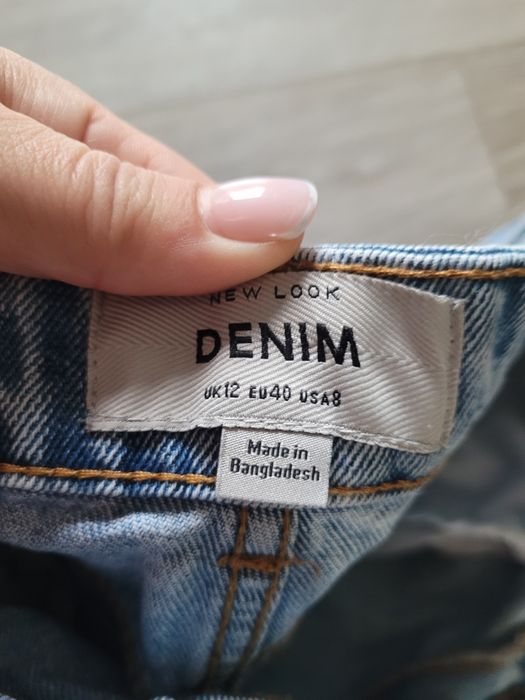 NEW LOOK
DENIM
UK12 EU40 USA8
Made in
Bangladesh